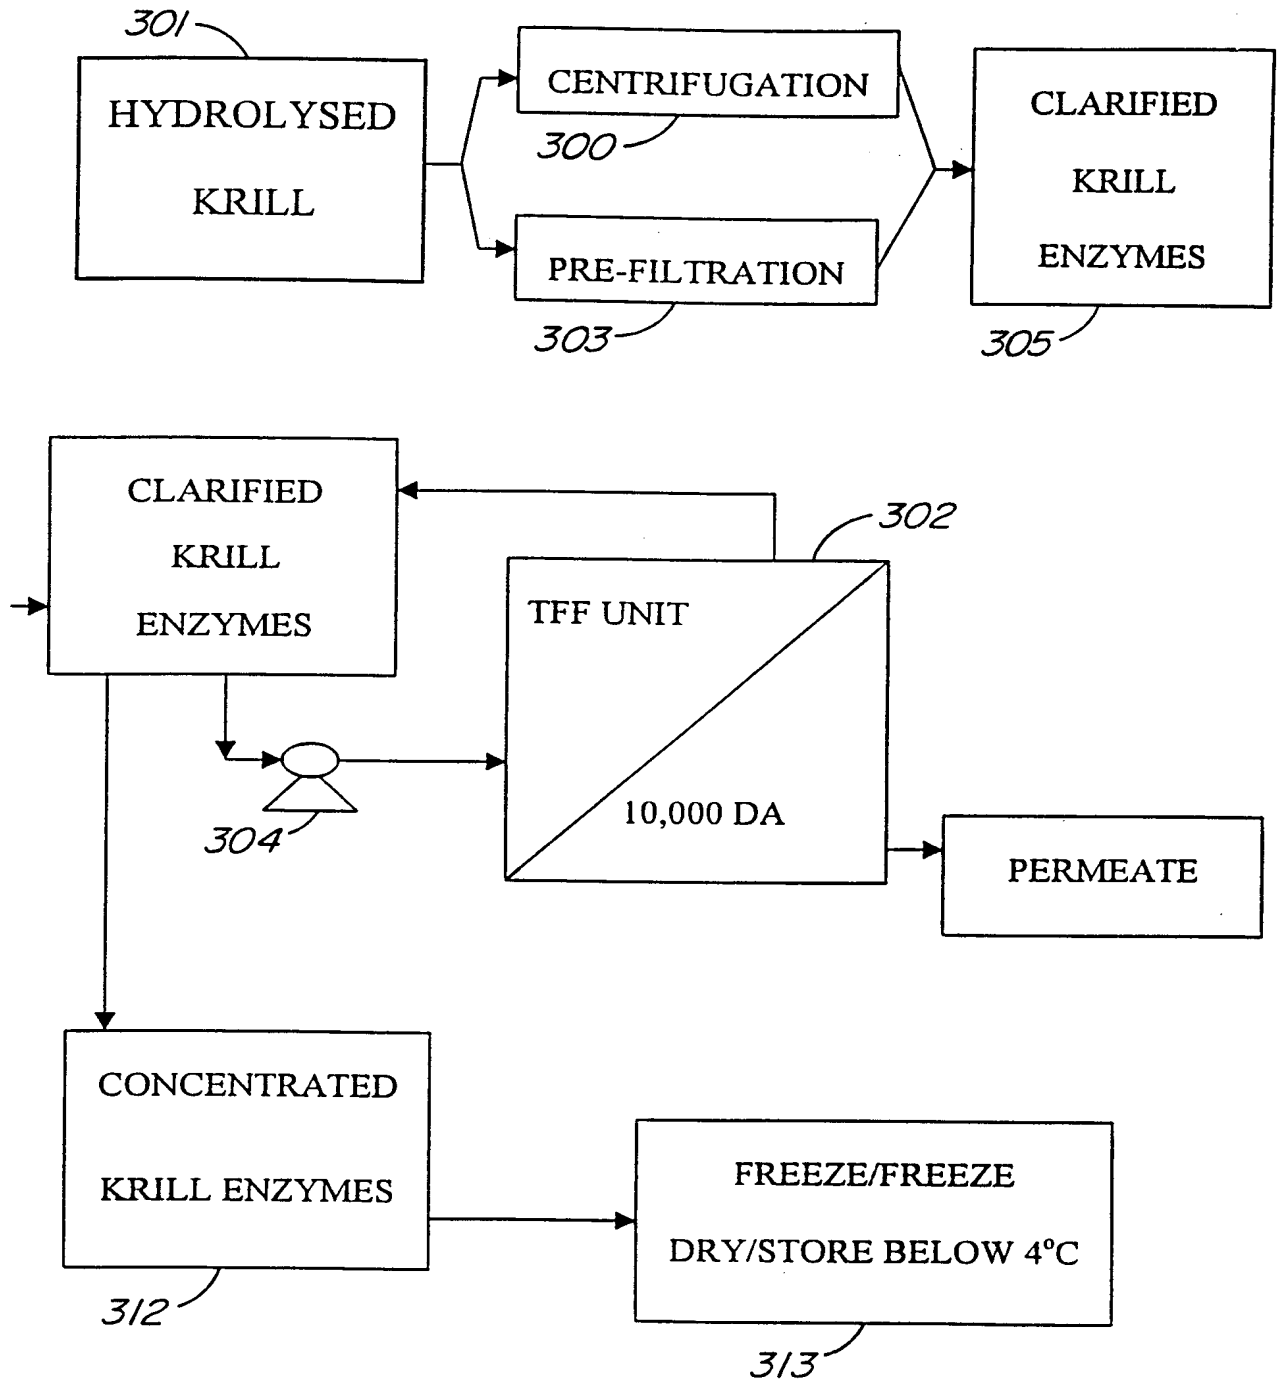 301
HYDROLYSED
KRILL
CENTRIFUGATION
300
PRE-FILTRATION
303
CLARIFIED
KRILL
ENZYMES
305
CLARIFIED
KRILL
ENZYMES
302
TFF UNIT
10,000 DA
304
PERMEATE
CONCENTRATED
KRILL ENZYMES
312
FREEZE/FREEZE
DRY/STORE BELOW 4°C
313